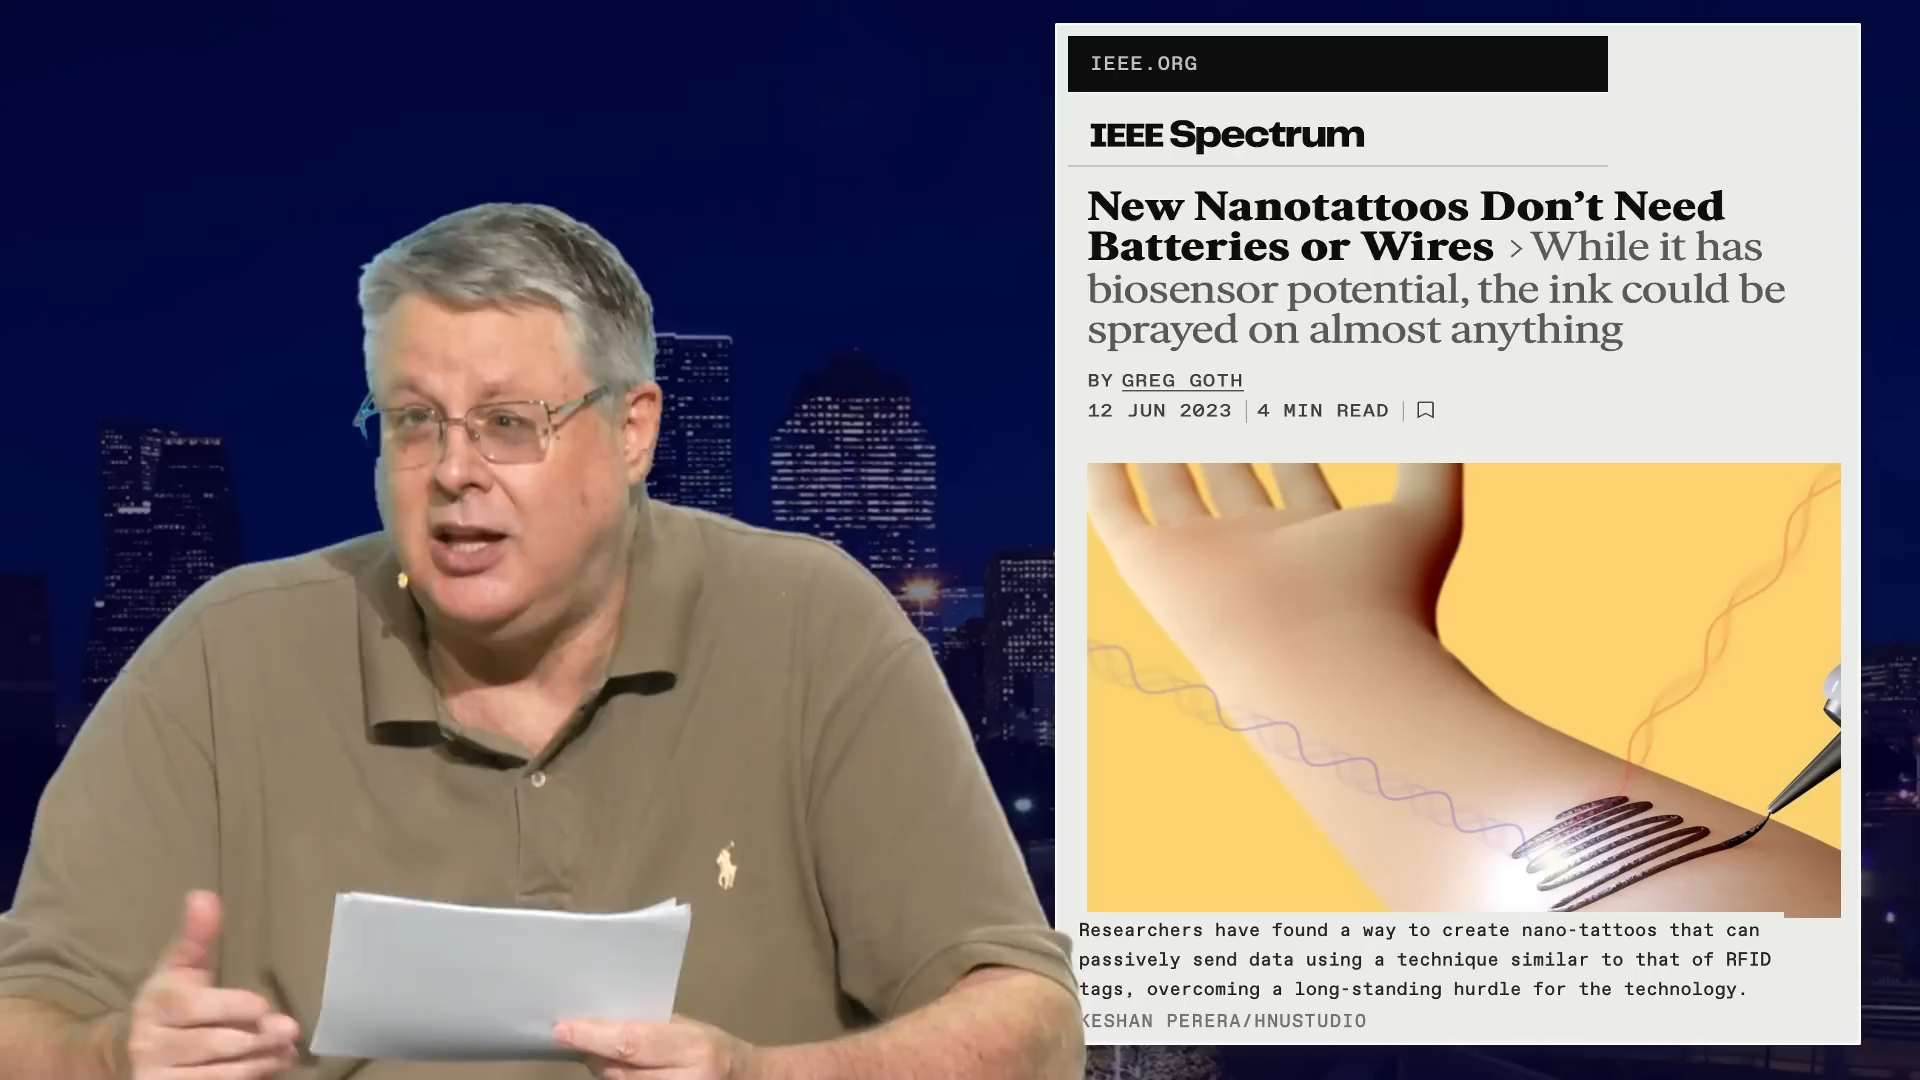 IEEE.ORG
IEEE Spectrum
New Nanotattoos Don’t Need
Batteries or Wires > While it has
biosensor potential, the ink could be
sprayed on almost anything
BY GREG GOTH
12 JUN 2023 | 4 MIN READ |
Researchers have found a way to create nano-tattoos that can
passively send data using a technique similar to that of RFID
tags, overcoming a long-standing hurdle for the technology.
KESHAN PERERA/HNUSTUDIO